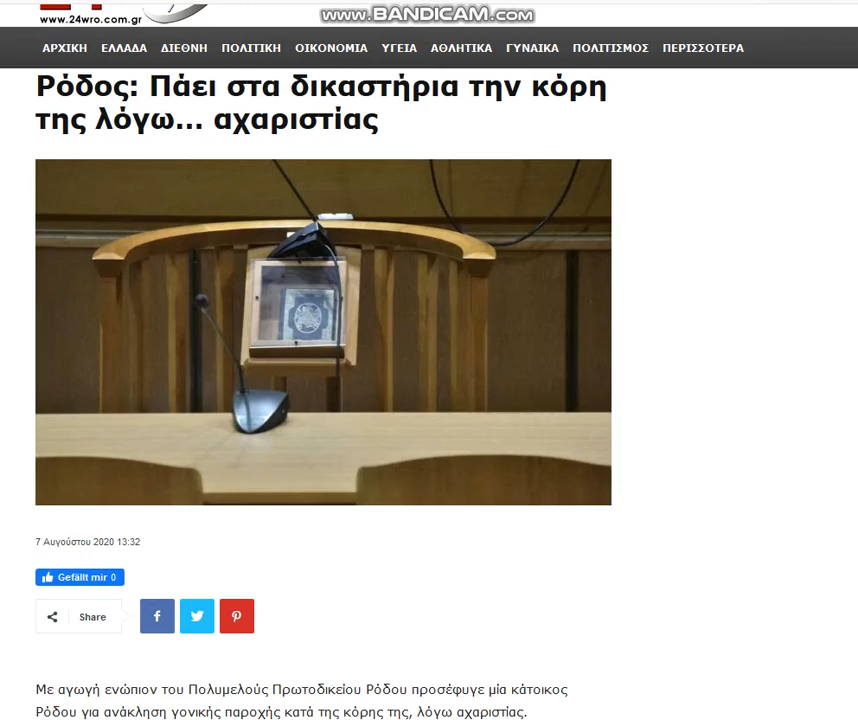 www.BANDICAM.com
www.24wro.com.gr
ΑΡΧΙΚΗ ΕΛΛΑΔΑ ΔΙΕΘΝΗ ΠΟΛΙΤΙΚΗ ΟΙΚΟΝΟΜΙΑ ΥΓΕΙΑ ΑΘΛΗΤΙΚΑ ΓΥΝΑΙΚΑ ΠΟΛΙΤΙΣΜΟΣ ΠΕΡΙΣΣΟΤΕΡΑ
Ρόδος: Πάει στα δικαστήρια την κόρη
της λόγω… αχαριστίας
7 Αυγούστου 2020 13:32
Gefällt mir 0
Share
Με αγωγή ενώπιον του Πολυμελούς Πρωτοδικείου Ρόδου προσέφυγε μία κάτοικος
Ρόδου για ανάκληση γονικής παροχής κατά της κόρης της, λόγω αχαριστίας.